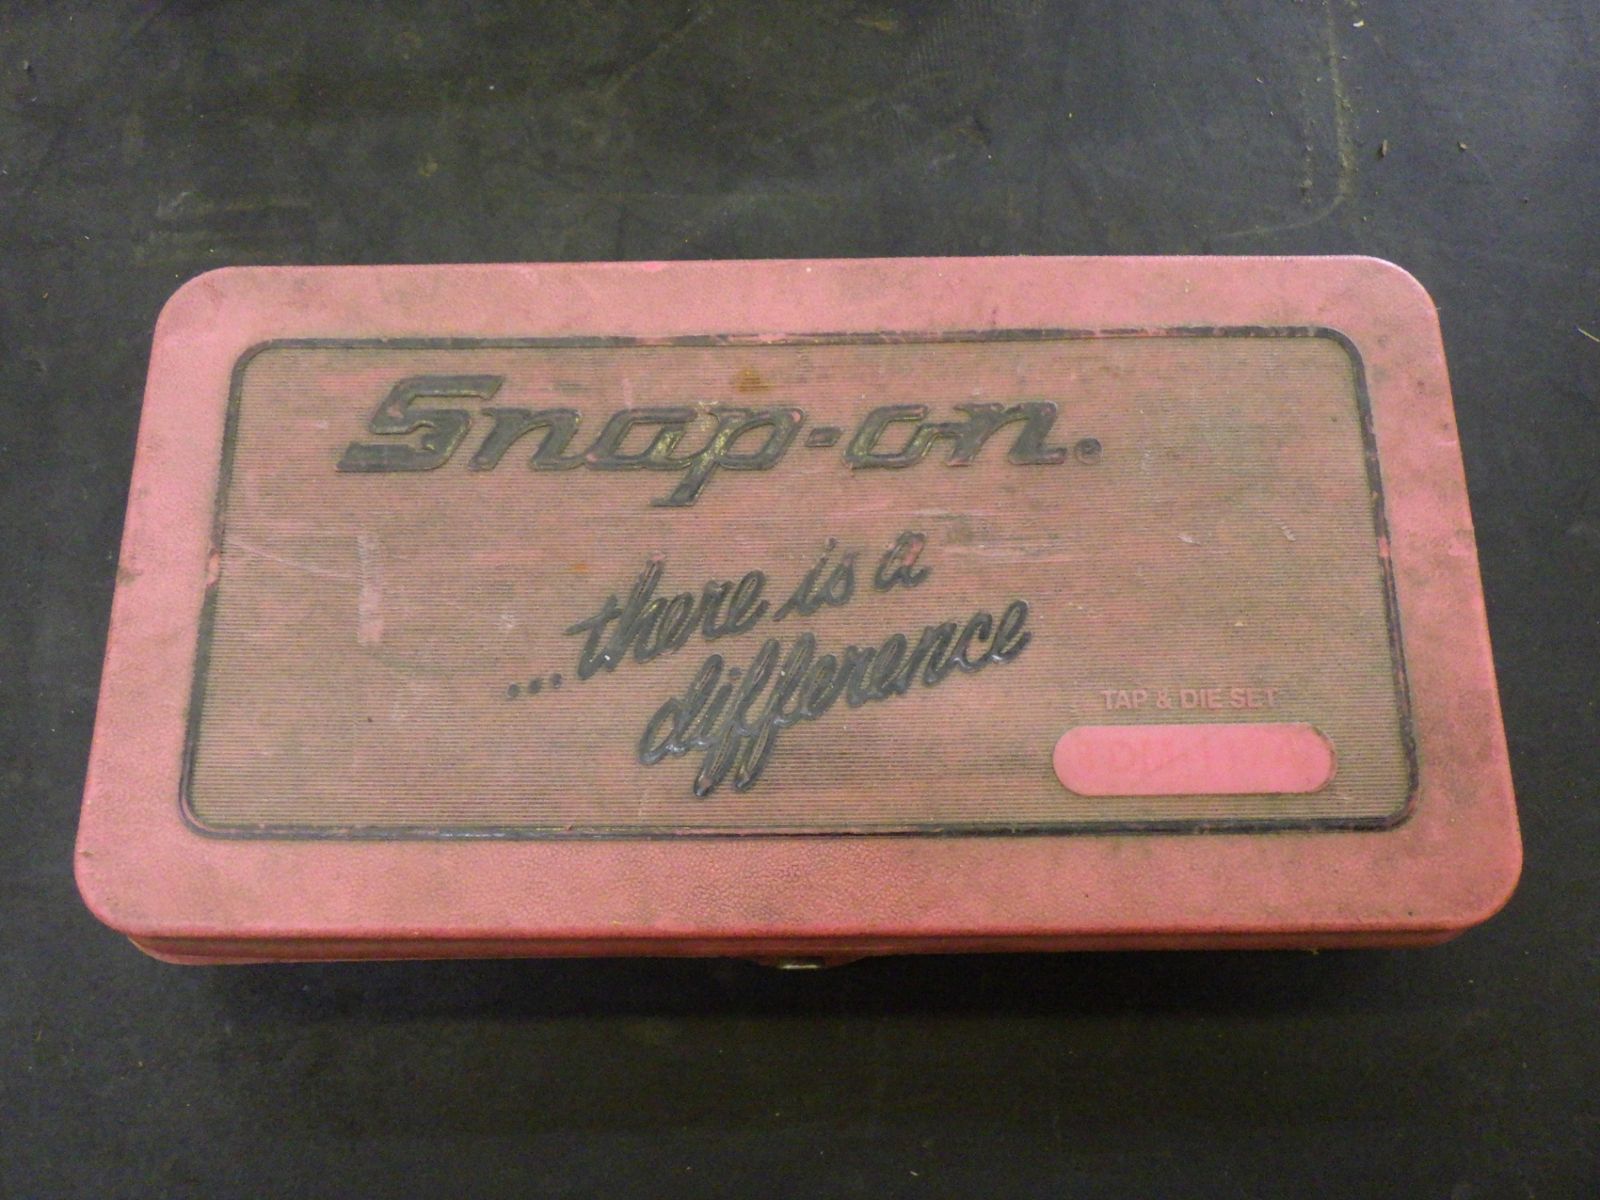 Snap-on®
...there is a
difference
TAP & DIE SET